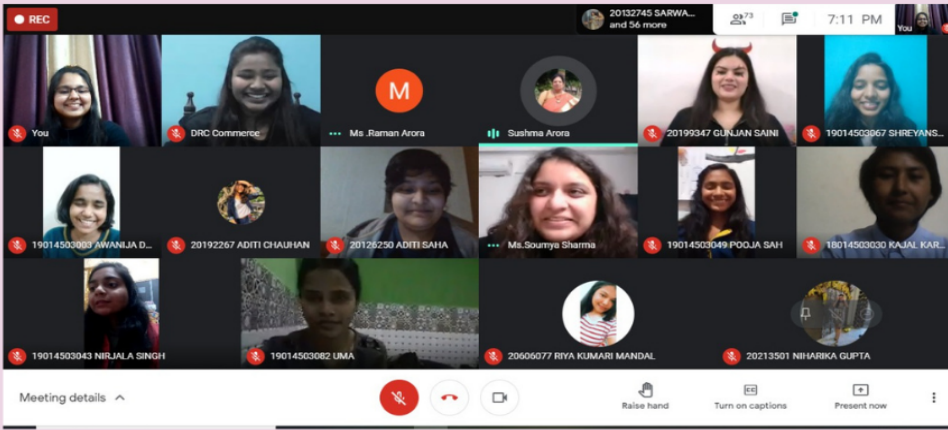 REC
20132745 SARWA...
and 56 more
73
7:11 PM
You
You
DRC Commerce
M
Ms .Raman Arora
Sushma Arora
20199347 GUNJAN SAINI
19014503067 SHREYANS...
19014503003 AWANIJA D...
20192267 ADITI CHAUHAN
20126250 ADITI SAHA
Ms.Soumya Sharma
19014503049 POOJA SAH
18014503030 KAJAL KAR...
19014503043 NIRJALA SINGH
19014503082 UMA
20606077 RIYA KUMARI MANDAL
20213501 NIHARIKA GUPTA
Meeting details
Raise hand
CC
Turn on captions
Present now